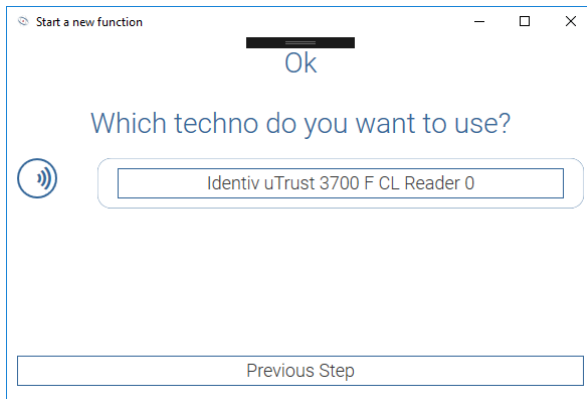 Start a new function
Ok
Which techno do you want to use?
Identiv uTrust 3700 F CL Reader 0
Previous Step